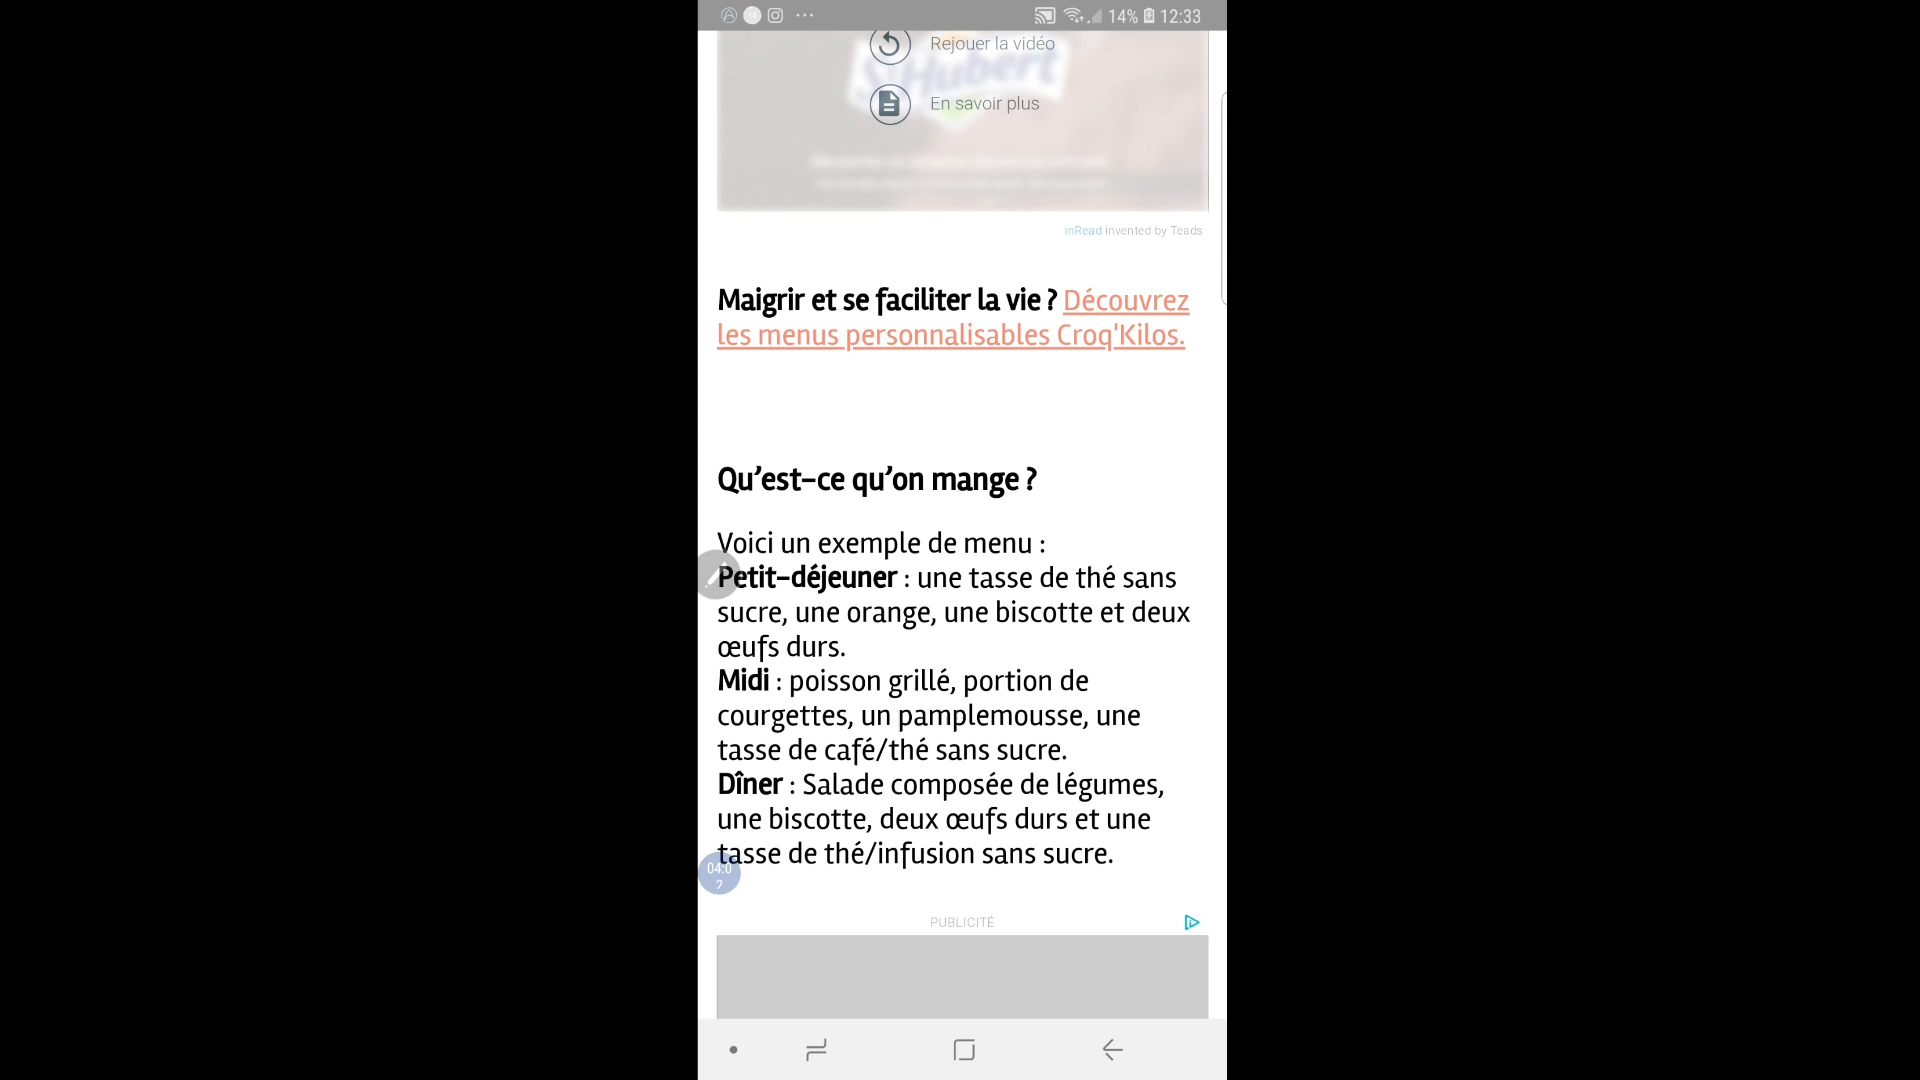 14% 12:33
Rejouer la vidéo
Hubert
En savoir plus
inRead invented by Teads
Maigrir et se faciliter la vie ? Découvrez
les menus personnalisables Croq'Kilos.
Qu’est-ce qu’on mange ?
Voici un exemple de menu :
Petit-déjeuner : une tasse de thé sans
sucre, une orange, une biscotte et deux
œufs durs.
Midi : poisson grillé, portion de
courgettes, un pamplemousse, une
tasse de café/thé sans sucre.
Dîner : Salade composée de légumes,
une biscotte, deux œufs durs et une
tasse de thé/infusion sans sucre.
04:0
2
PUBLICITÉ